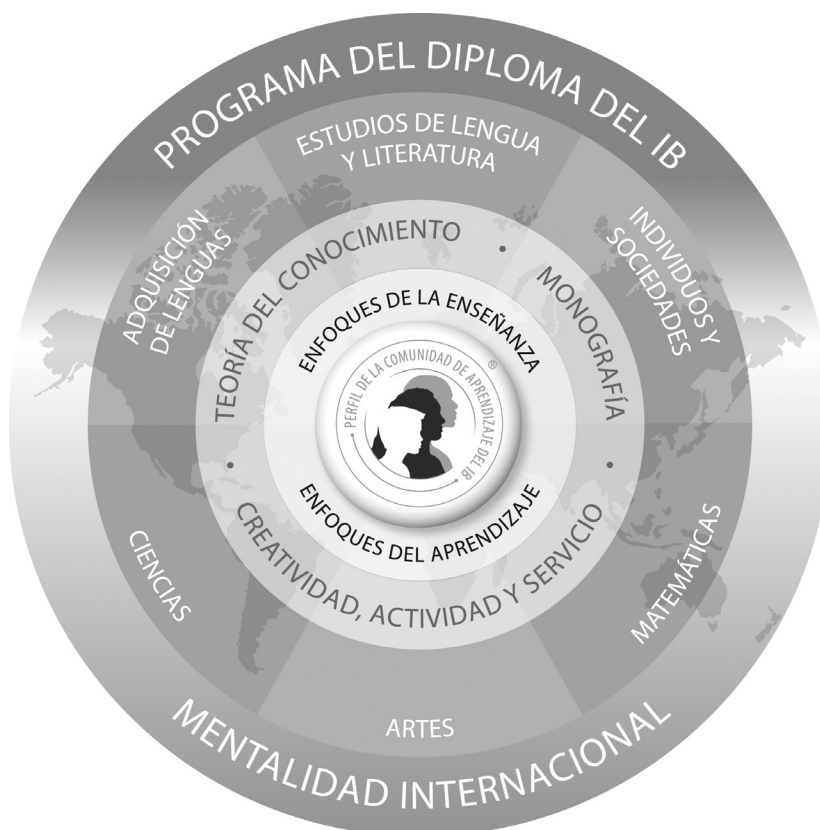 PROGRAMA DEL DIPLOMA DEL IB
ESTUDIOS DE LENGUA
Y LITERATURA
ADQUISICIÓN
DE LENGUAS
INDIVIDUOS Y
SOCIEDADES
TEORÍA DEL CONOCIMIENTO
•
MONOGRAFÍA
•
ENFOQUES DE LA ENSEÑANZA
PERFIL DE LA COMUNIDAD DE APRENDIZAJE DEL IB
®
ENFOQUES DEL APRENDIZAJE
•
CREATIVIDAD, ACTIVIDAD Y SERVICIO
CIENCIAS
MATEMÁTICAS
ARTES
MENTALIDAD INTERNACIONAL